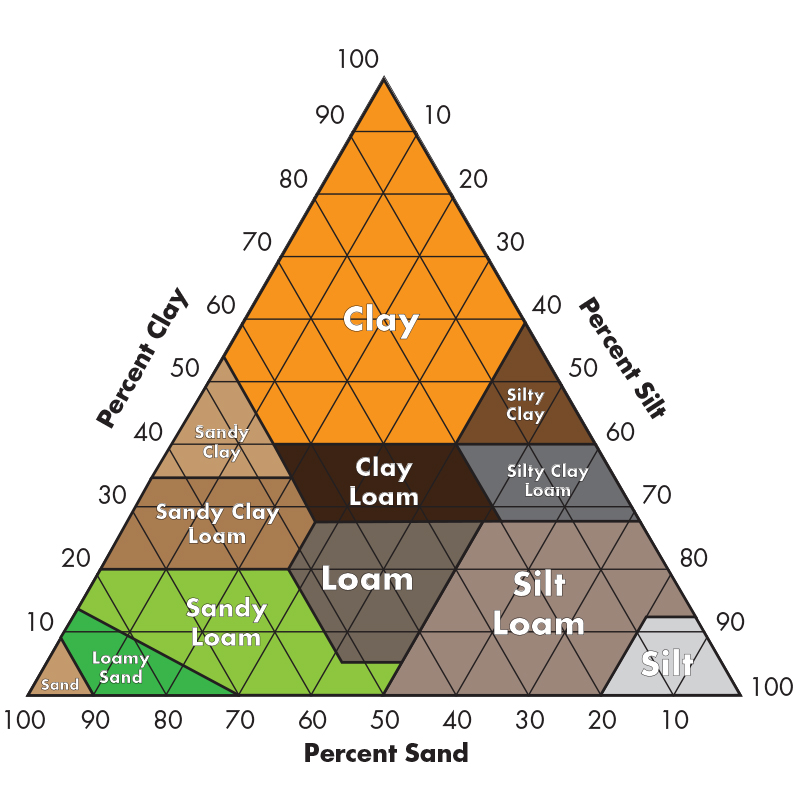 100
90 10
80 20
70 30
Clay
60 40
Percent Clay
Percent Silt
50 50
Silty
Clay
40 60
Sandy
Clay
Clay
Loam
Silty Clay
Loam
30 70
Sandy Clay
Loam
20 80
Loam
Silt
Loam
Sandy
Loam
10 90
Loamy
Sand
Silt
Sand
100
100 90 80 70 60 50 40 30 20 10
Percent Sand